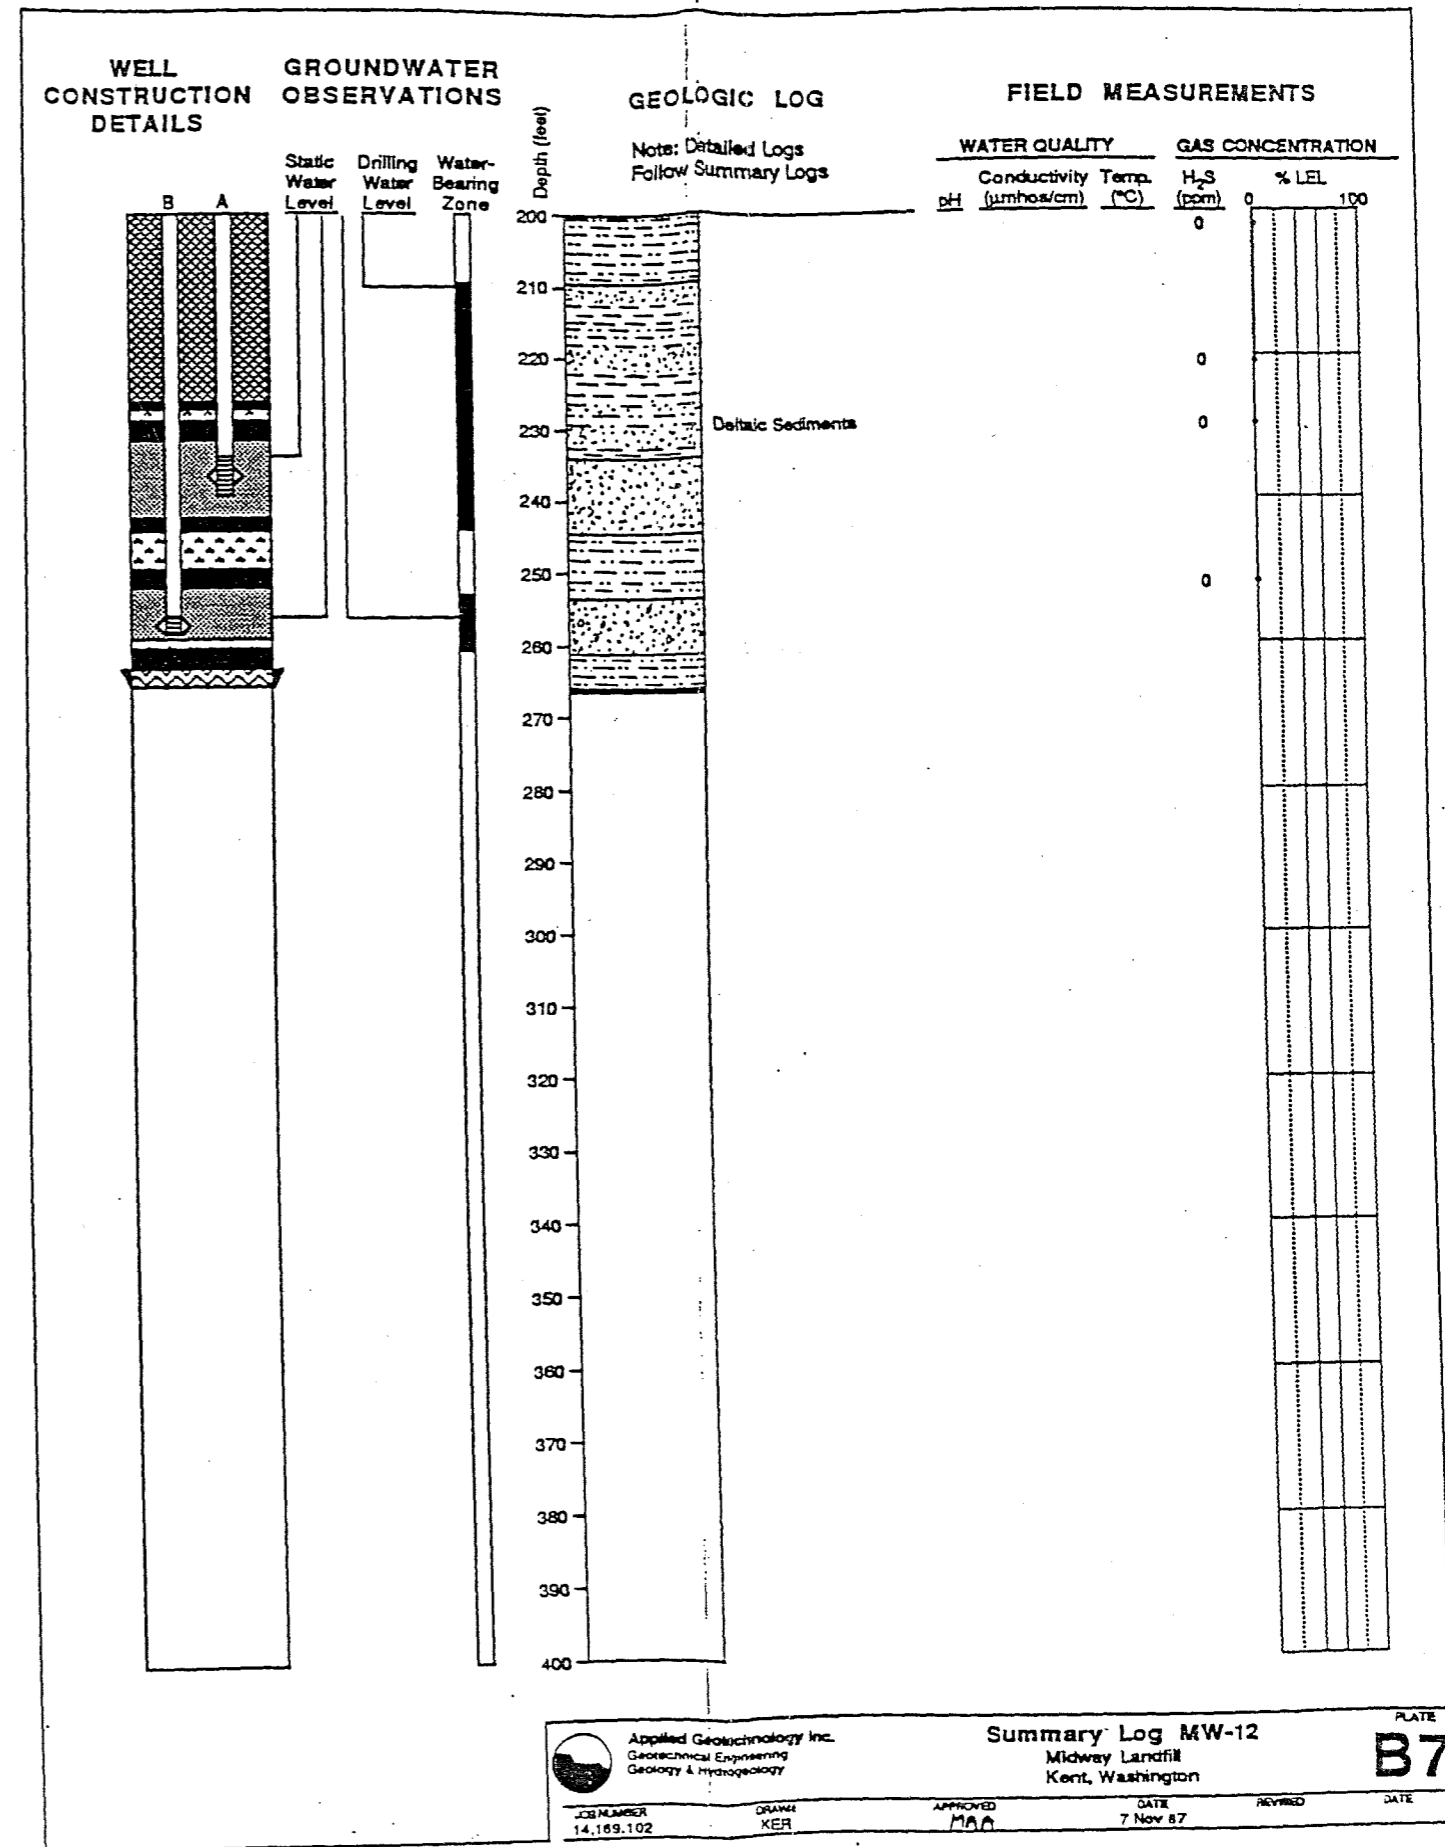 WELL
CONSTRUCTION
DETAILS
GROUNDWATER
OBSERVATIONS
Static
Water
Level
Drilling
Water
Level
Water-
Bearing
Zone
B A
Depth (feet)
GEOLOGIC LOG
Note: Detailed Logs
Follow Summary Logs
FIELD MEASUREMENTS
WATER QUALITY
pH
Conductivity
(µmhos/cm)
Temp.
(°C)
GAS CONCENTRATION
H₂S
(ppm)
% LEL
0 100
200
210
220
230
240
250
260
270
280
290
300
310
320
330
340
350
360
370
380
390
400
Deltaic Sediments
0
0
0
0
Applied Geotechnology Inc.
Geotechnical Engineering
Geology & Hydrogeology
Summary Log MW-12
Midway Landfill
Kent, Washington
PLATE
B7
JOB NUMBER
14,169.102
DRAWN
KER
APPROVED
MAA
DATE
7 Nov 87
REVISED
DATE